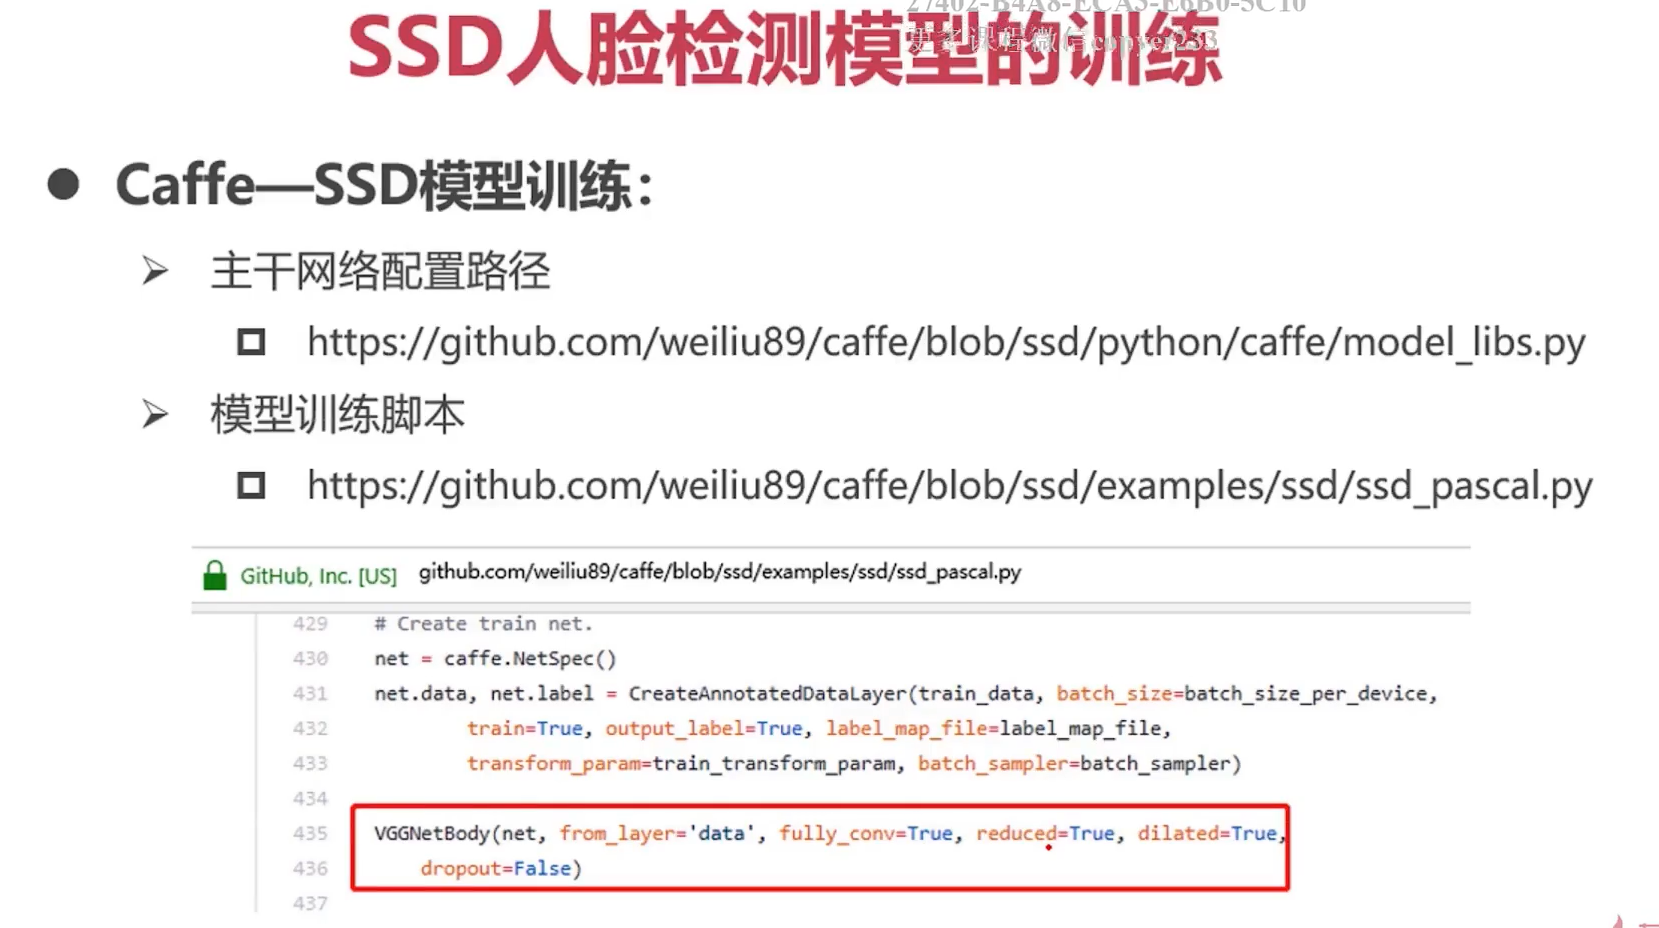 27402-B4A8-ECA3-E6B0-5C10
更多课程微信copyer233
SSD人脸检测模型的训练
● Caffe—SSD模型训练：
➢ 主干网络配置路径
https://github.com/weiliu89/caffe/blob/ssd/python/caffe/model_libs.py
➢ 模型训练脚本
https://github.com/weiliu89/caffe/blob/ssd/examples/ssd/ssd_pascal.py
GitHub, Inc. [US] github.com/weiliu89/caffe/blob/ssd/examples/ssd/ssd_pascal.py
429 # Create train net.
430 net = caffe.NetSpec()
431 net.data, net.label = CreateAnnotatedDataLayer(train_data, batch_size=batch_size_per_device,
432 train=True, output_label=True, label_map_file=label_map_file,
433 transform_param=train_transform_param, batch_sampler=batch_sampler)
434
435 VGGNetBody(net, from_layer='data', fully_conv=True, reduced=True, dilated=True,
436 dropout=False)
437